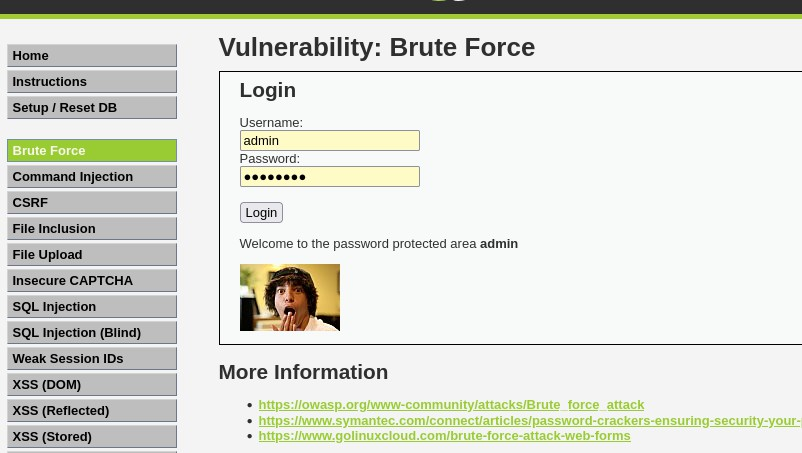 Vulnerability: Brute Force
Home
Instructions
Setup / Reset DB
Brute Force
Command Injection
CSRF
File Inclusion
File Upload
Insecure CAPTCHA
SQL Injection
SQL Injection (Blind)
Weak Session IDs
XSS (DOM)
XSS (Reflected)
XSS (Stored)
Login
Username:
admin
Password:
●●●●●●●●
Login
Welcome to the password protected area admin
More Information
• https://owasp.org/www-community/attacks/Brute_force_attack
• https://www.symantec.com/connect/articles/password-crackers-ensuring-security-your-
• https://www.golinuxcloud.com/brute-force-attack-web-forms